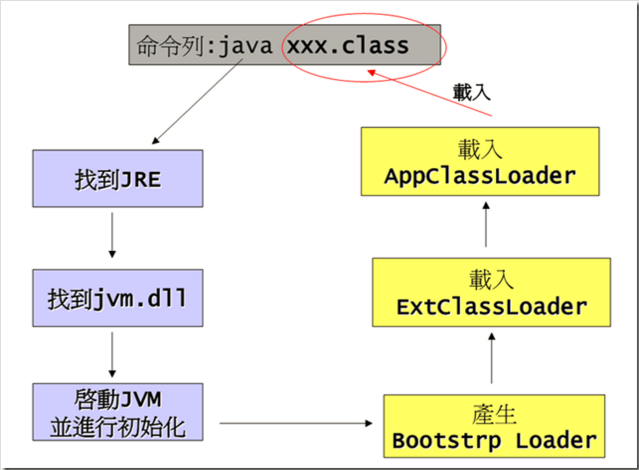 命令列:java xxx.class
載入
找到JRE
載入
AppClassLoader
找到jvm.dll
載入
ExtClassLoader
啓動JVM
並進行初始化
產生
Bootstrp Loader